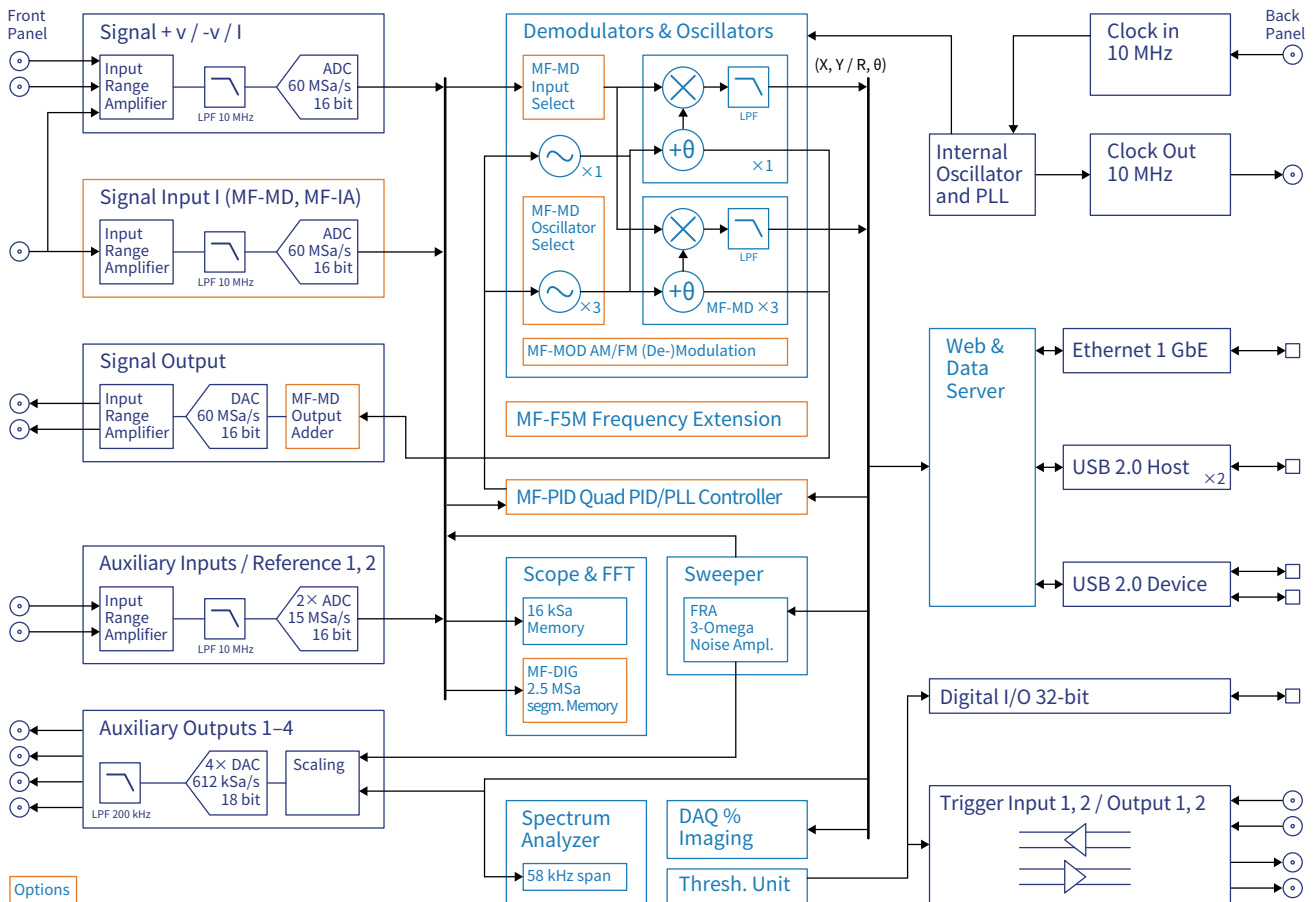 Front
Panel
Signal + v / -v / I
Input
Range
Amplifier
LPF 10 MHz
ADC
60 MSa/s
16 bit
Signal Input I (MF-MD, MF-IA)
Input
Range
Amplifier
LPF 10 MHz
ADC
60 MSa/s
16 bit
Signal Output
Input
Range
Amplifier
DAC
60 MSa/s
16 bit
MF-MD
Output
Adder
Auxiliary Inputs / Reference 1, 2
Input
Range
Amplifier
LPF 10 MHz
2× ADC
15 MSa/s
16 bit
Auxiliary Outputs 1–4
LPF 200 kHz
4× DAC
612 kSa/s
18 bit
Scaling
Options
Demodulators & Oscillators
MF-MD
Input
Select
×1
MF-MD
Oscillator
Select
×3
LPF
+θ
×1
LPF
+θ
MF-MD ×3
MF-MOD AM/FM (De-)Modulation
MF-F5M Frequency Extension
MF-PID Quad PID/PLL Controller
Scope & FFT
16 kSa
Memory
MF-DIG
2.5 MSa
segm. Memory
Sweeper
FRA
3-Omega
Noise Ampl.
Spectrum
Analyzer
58 kHz span
DAQ %
Imaging
Thresh. Unit
(X, Y / R, θ)
Back
Panel
Clock in
10 MHz
Internal
Oscillator
and PLL
Clock Out
10 MHz
Web &
Data
Server
Ethernet 1 GbE
USB 2.0 Host
×2
USB 2.0 Device
Digital I/O 32-bit
Trigger Input 1, 2 / Output 1, 2